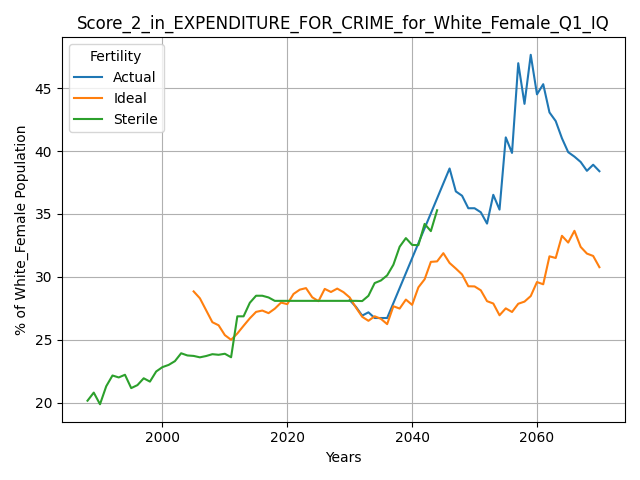 Score_2_in_EXPENDITURE_FOR_CRIME_for_White_Female_Q1_IQ
Fertility
Actual
Ideal
Sterile
% of White_Female Population
45
40
35
30
25
20
2000
2020
2040
2060
Years